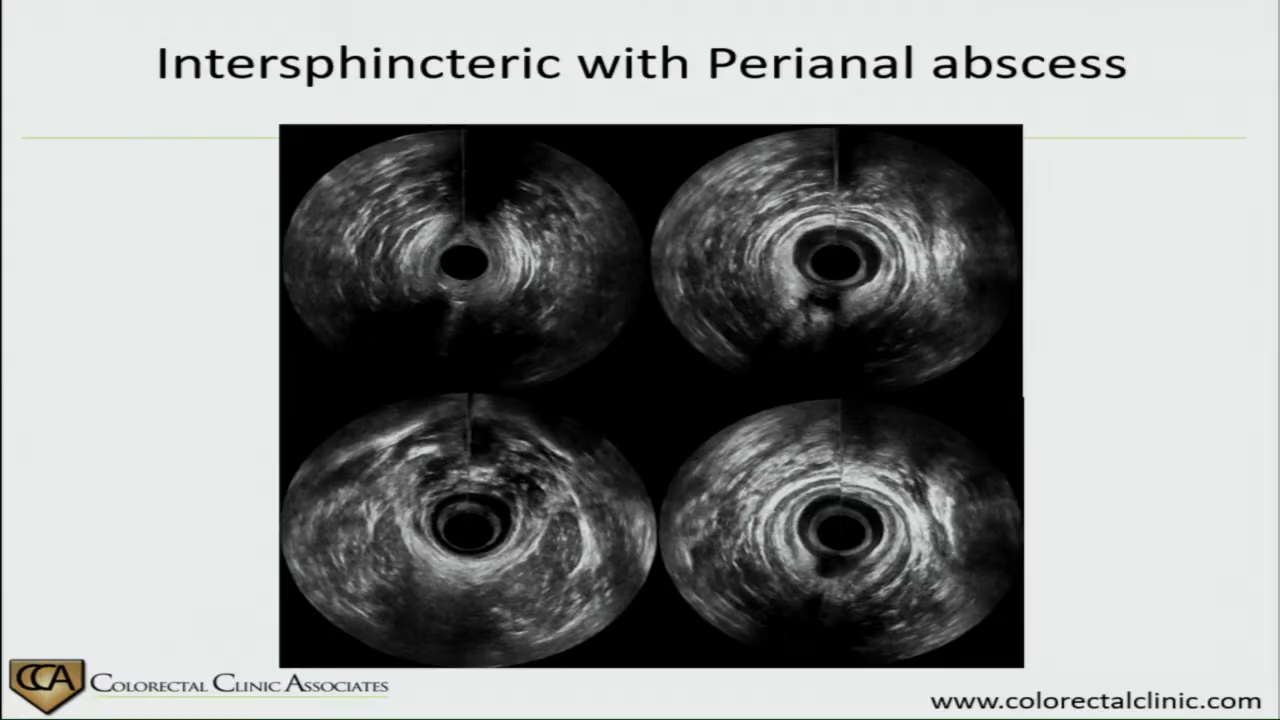 Intersphincteric with Perianal abscess
CCA
COLORECTAL CLINIC ASSOCIATES
www.colorectalclinic.com